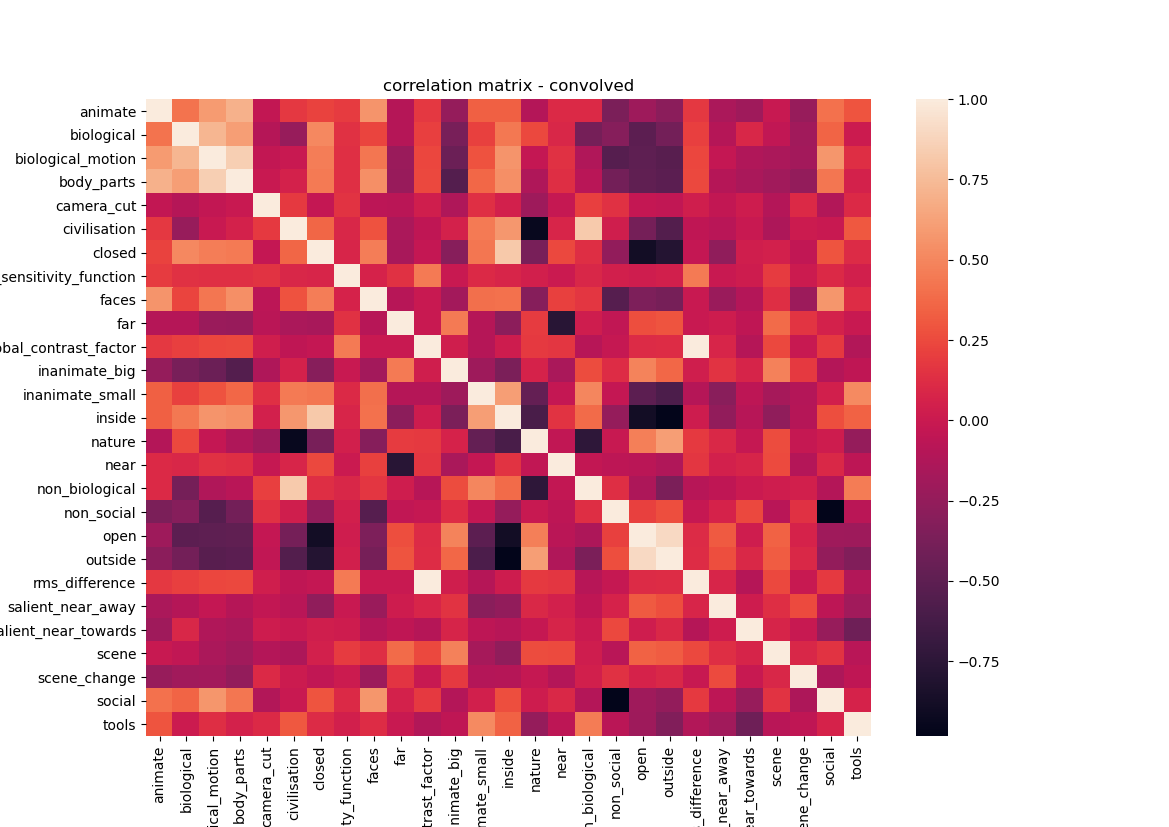 correlation matrix - convolved
animate
biological
biological_motion
body_parts
camera_cut
civilisation
closed
_sensitivity_function
faces
far
obal_contrast_factor
inanimate_big
inanimate_small
inside
nature
near
non_biological
non_social
open
outside
rms_difference
salient_near_away
alient_near_towards
scene
scene_change
social
tools
animate
biological
ical_motion
body_parts
camera_cut
civilisation
closed
ty_function
faces
far
trast_factor
animate_big
mate_small
inside
nature
near
n_biological
non_social
open
outside
_difference
_near_away
ear_towards
scene
ene_change
social
tools
1.00
0.75
0.50
0.25
0.00
−0.25
−0.50
−0.75